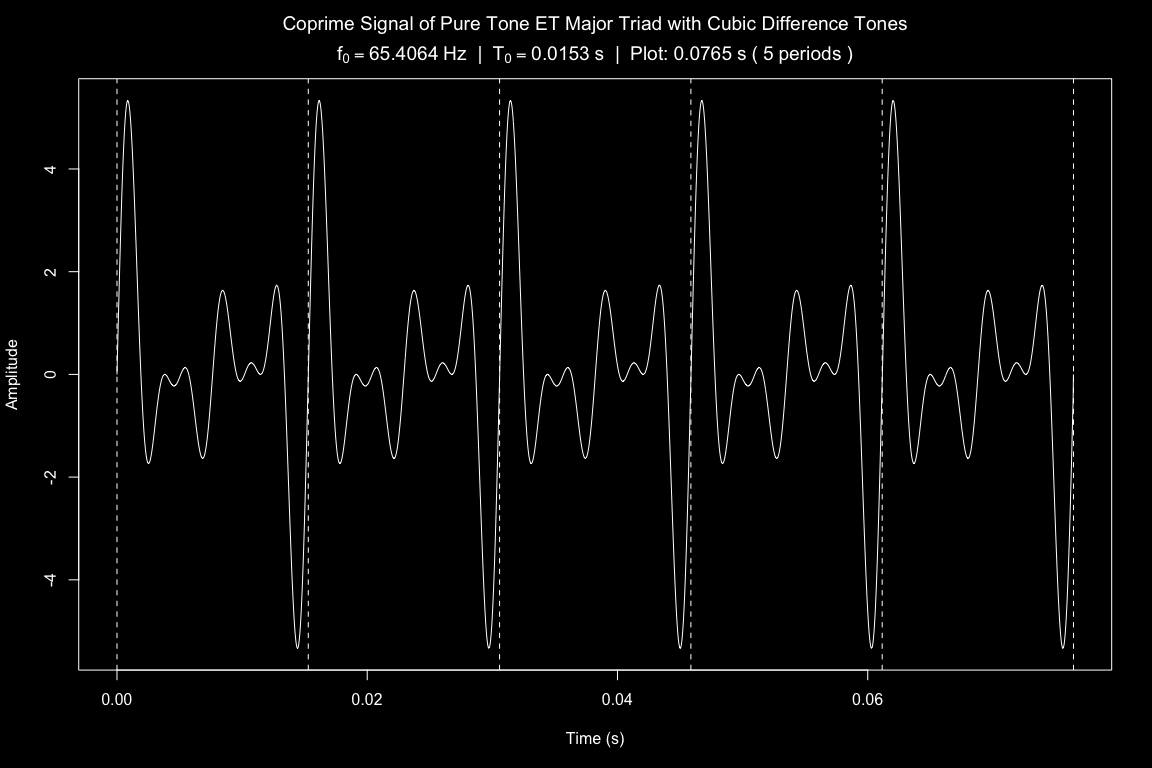 Coprime Signal of Pure Tone ET Major Triad with Cubic Difference Tones
f₀ = 65.4064 Hz | T₀ = 0.0153 s | Plot: 0.0765 s ( 5 periods )
Amplitude
4
2
0
-2
-4
0.00 0.02 0.04 0.06
Time (s)